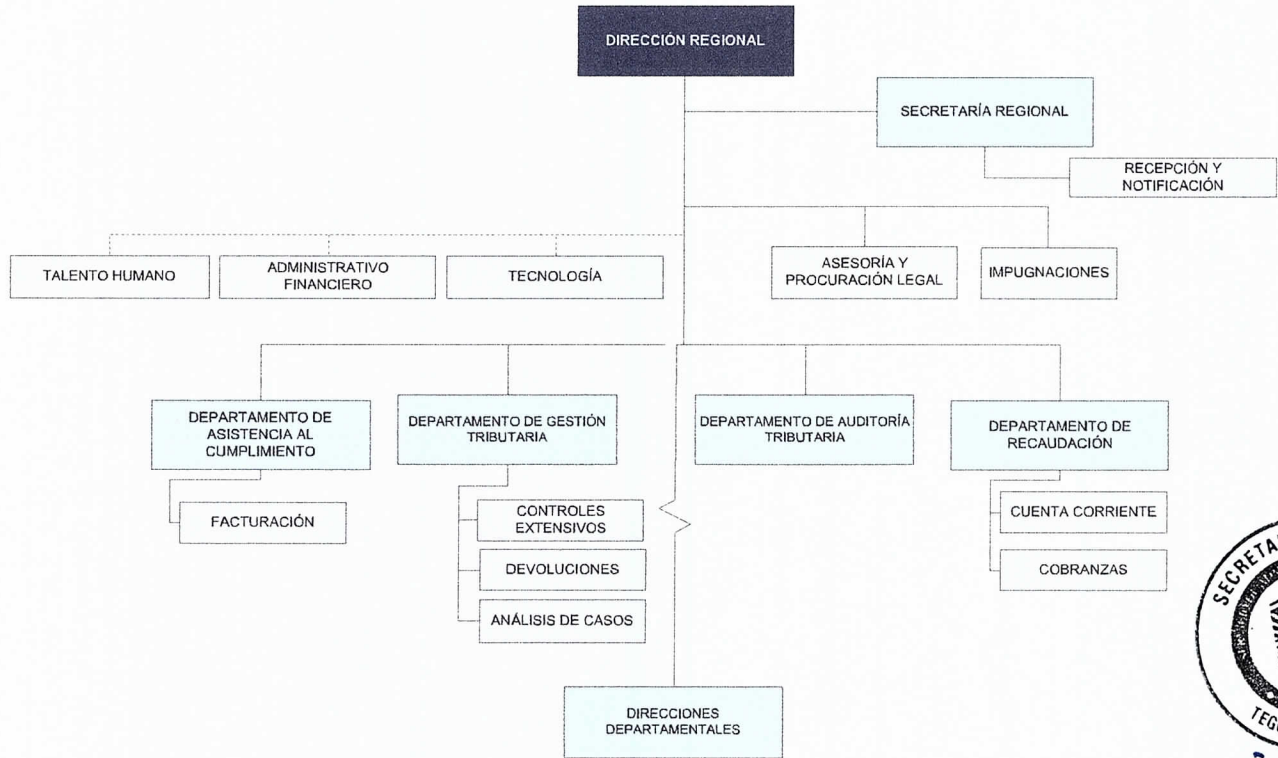 DIRECCIÓN REGIONAL
SECRETARÍA REGIONAL
RECEPCIÓN Y
NOTIFICACIÓN
TALENTO HUMANO
ADMINISTRATIVO
FINANCIERO
TECNOLOGÍA
ASESORÍA Y
PROCURACIÓN LEGAL
IMPUGNACIONES
DEPARTAMENTO DE
ASISTENCIA AL
CUMPLIMIENTO
DEPARTAMENTO DE GESTIÓN
TRIBUTARIA
DEPARTAMENTO DE AUDITORÍA
TRIBUTARIA
DEPARTAMENTO DE
RECAUDACIÓN
FACTURACIÓN
CONTROLES
EXTENSIVOS
DEVOLUCIONES
ANÁLISIS DE CASOS
CUENTA CORRIENTE
COBRANZAS
DIRECCIONES
DEPARTAMENTALES